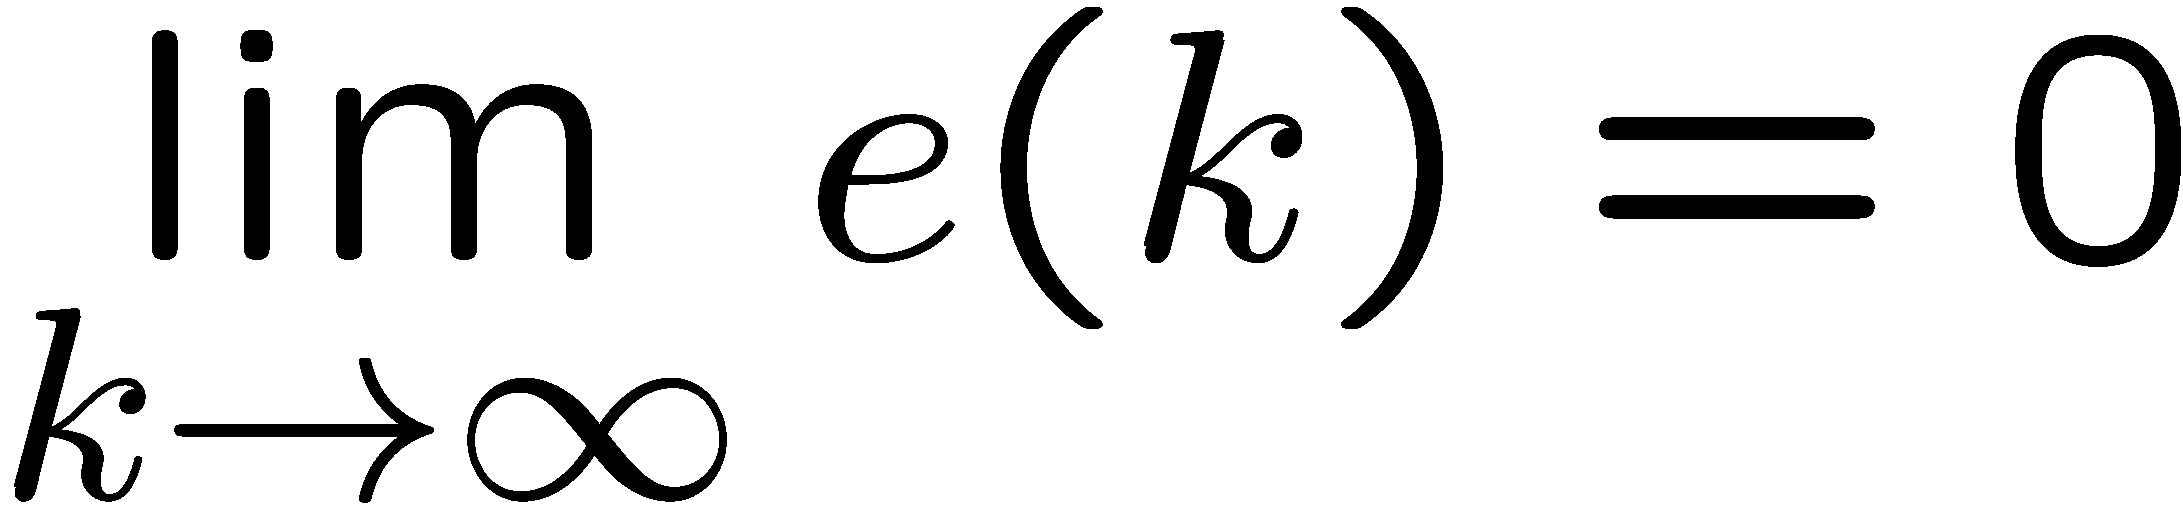 lim e(k) = 0
k→∞